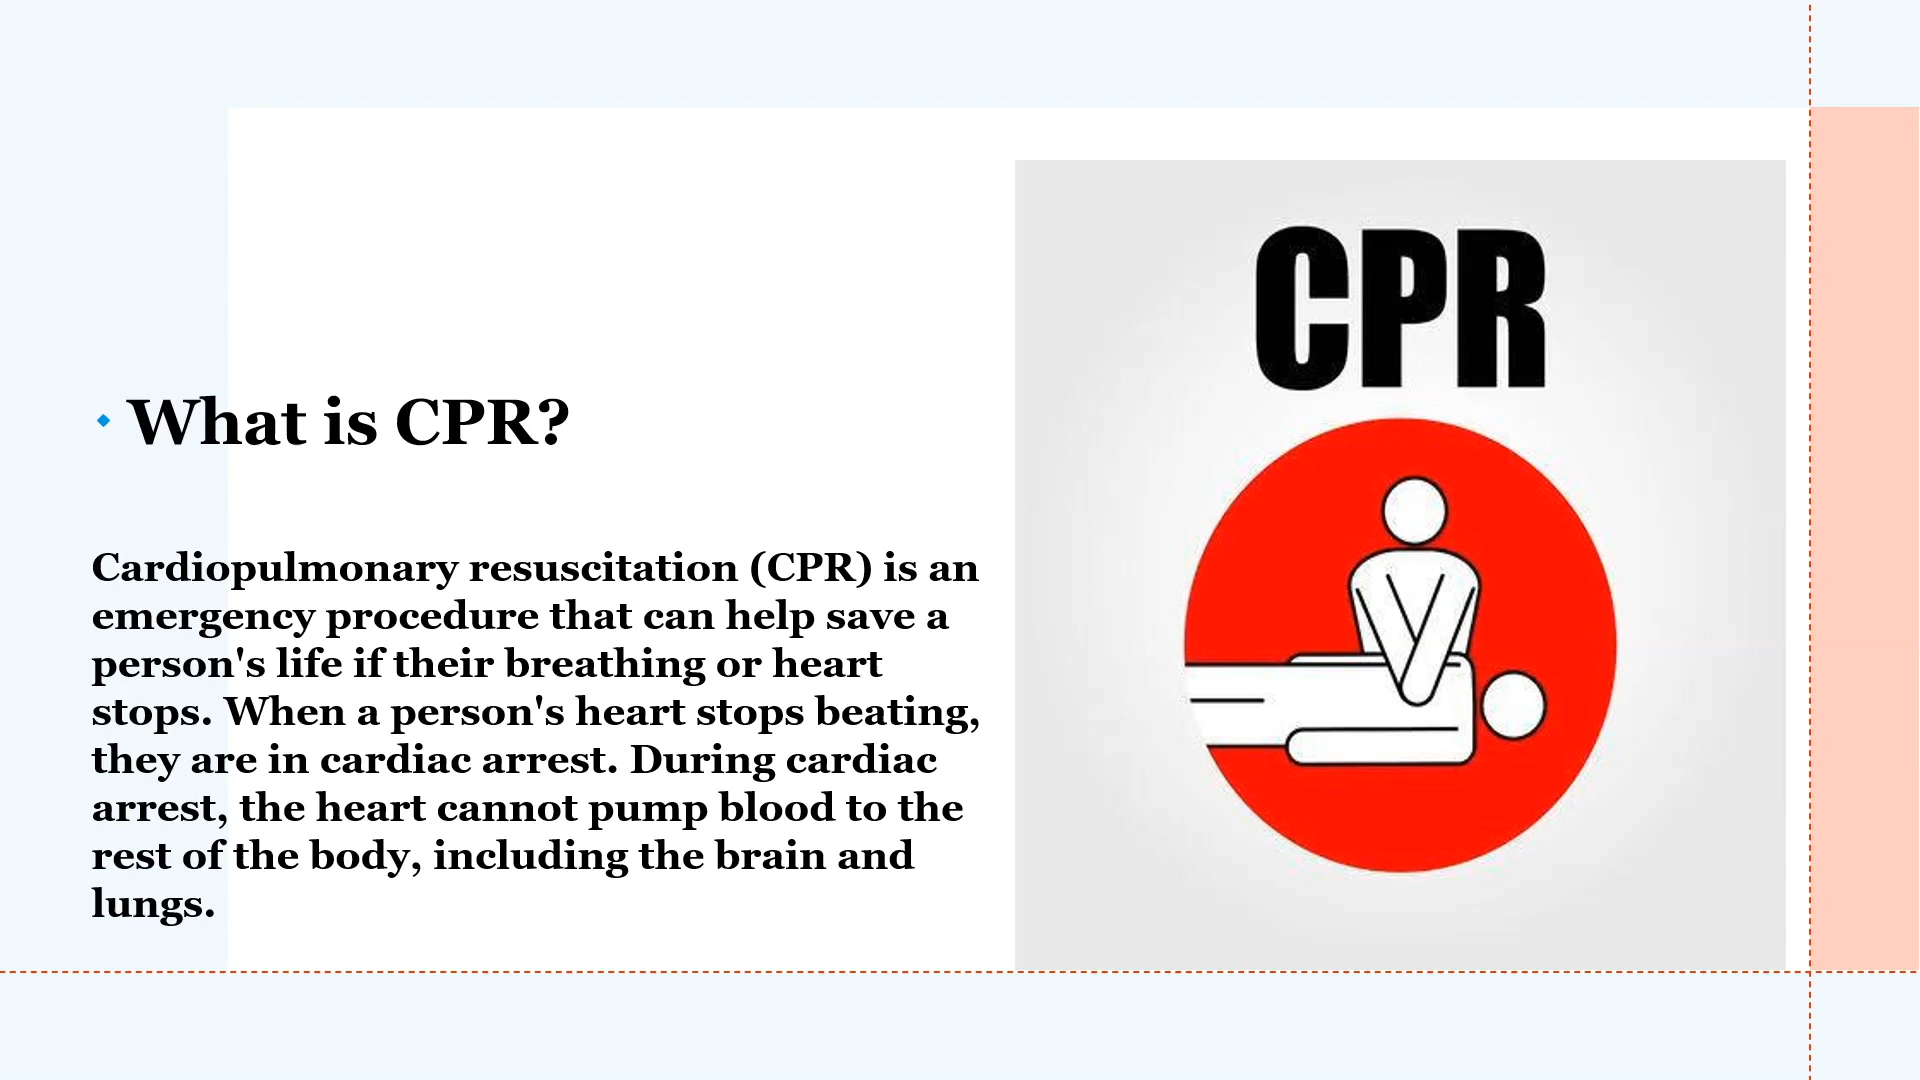 What is CPR?
Cardiopulmonary resuscitation (CPR) is an
emergency procedure that can help save a
person's life if their breathing or heart
stops. When a person's heart stops beating,
they are in cardiac arrest. During cardiac
arrest, the heart cannot pump blood to the
rest of the body, including the brain and
lungs.
CPR